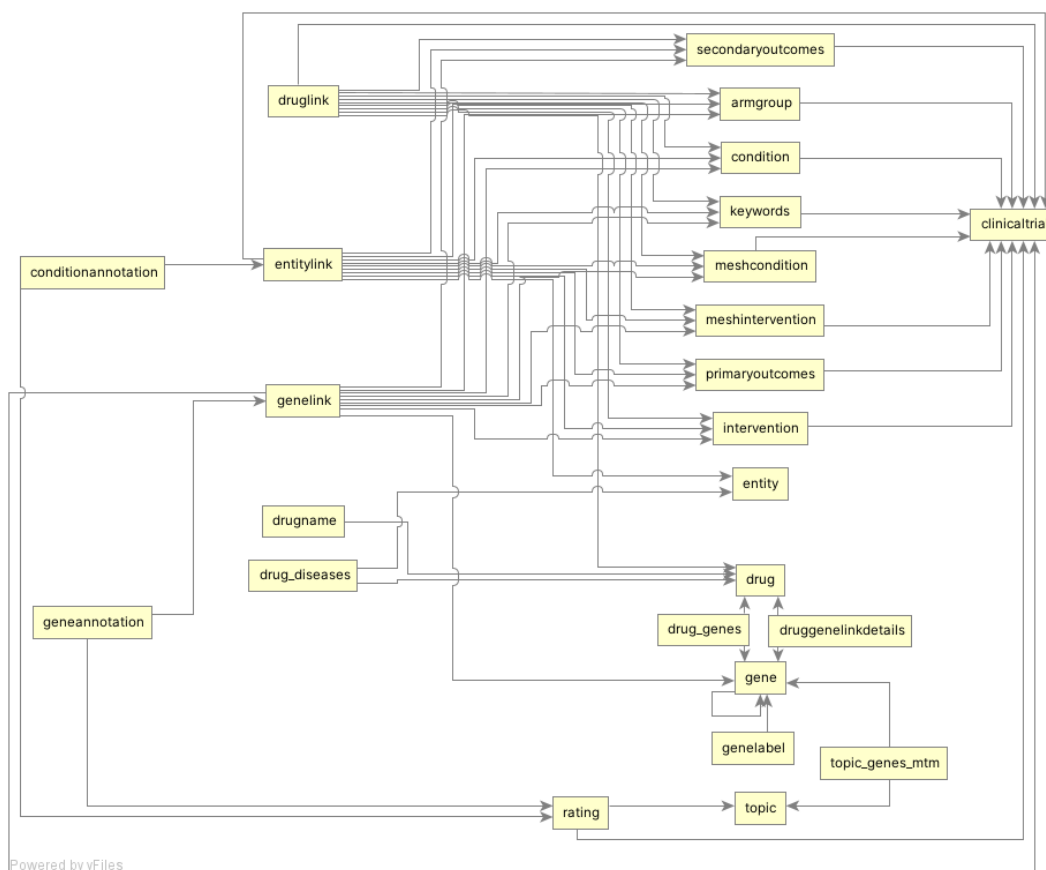 secondaryoutcomes
druglink
armgroup
condition
keywords
clinicaltria
entitylink
conditionannotation
meshcondition
meshintervention
primaryoutcomes
genelink
intervention
entity
drugname
drug_diseases
drug
geneannotation
drug_genes
druggenelinkdetails
gene
genelabel
topic_genes_mtm
rating
topic
Powered by yFiles